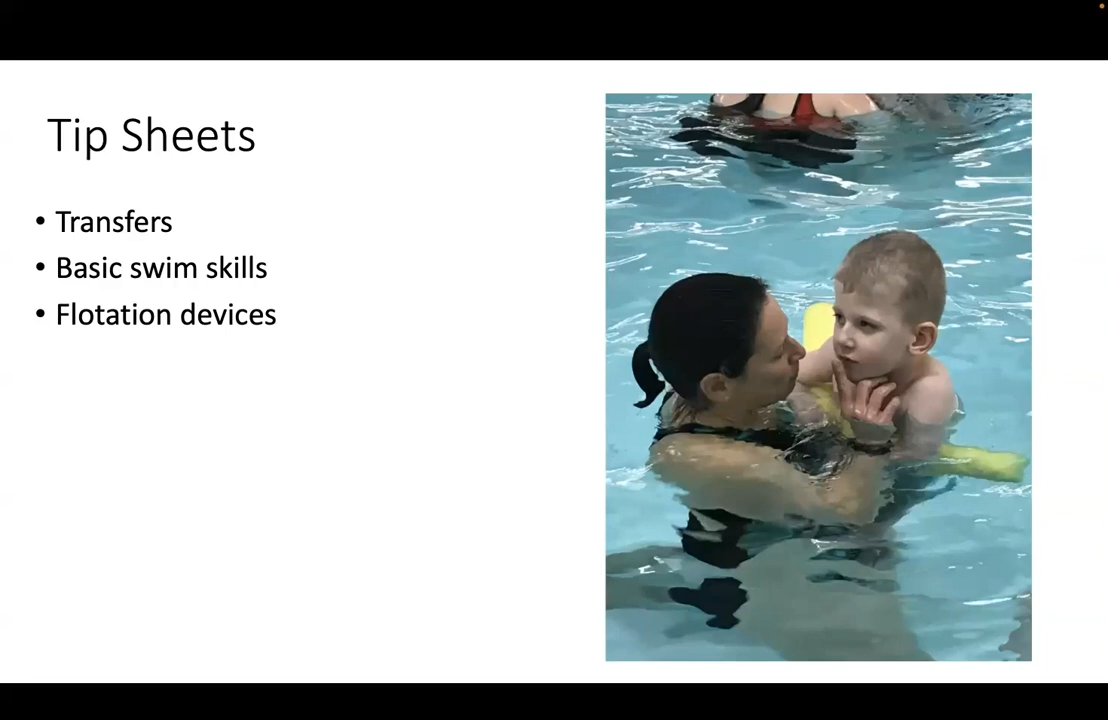 Tip Sheets
• Transfers
• Basic swim skills
• Flotation devices